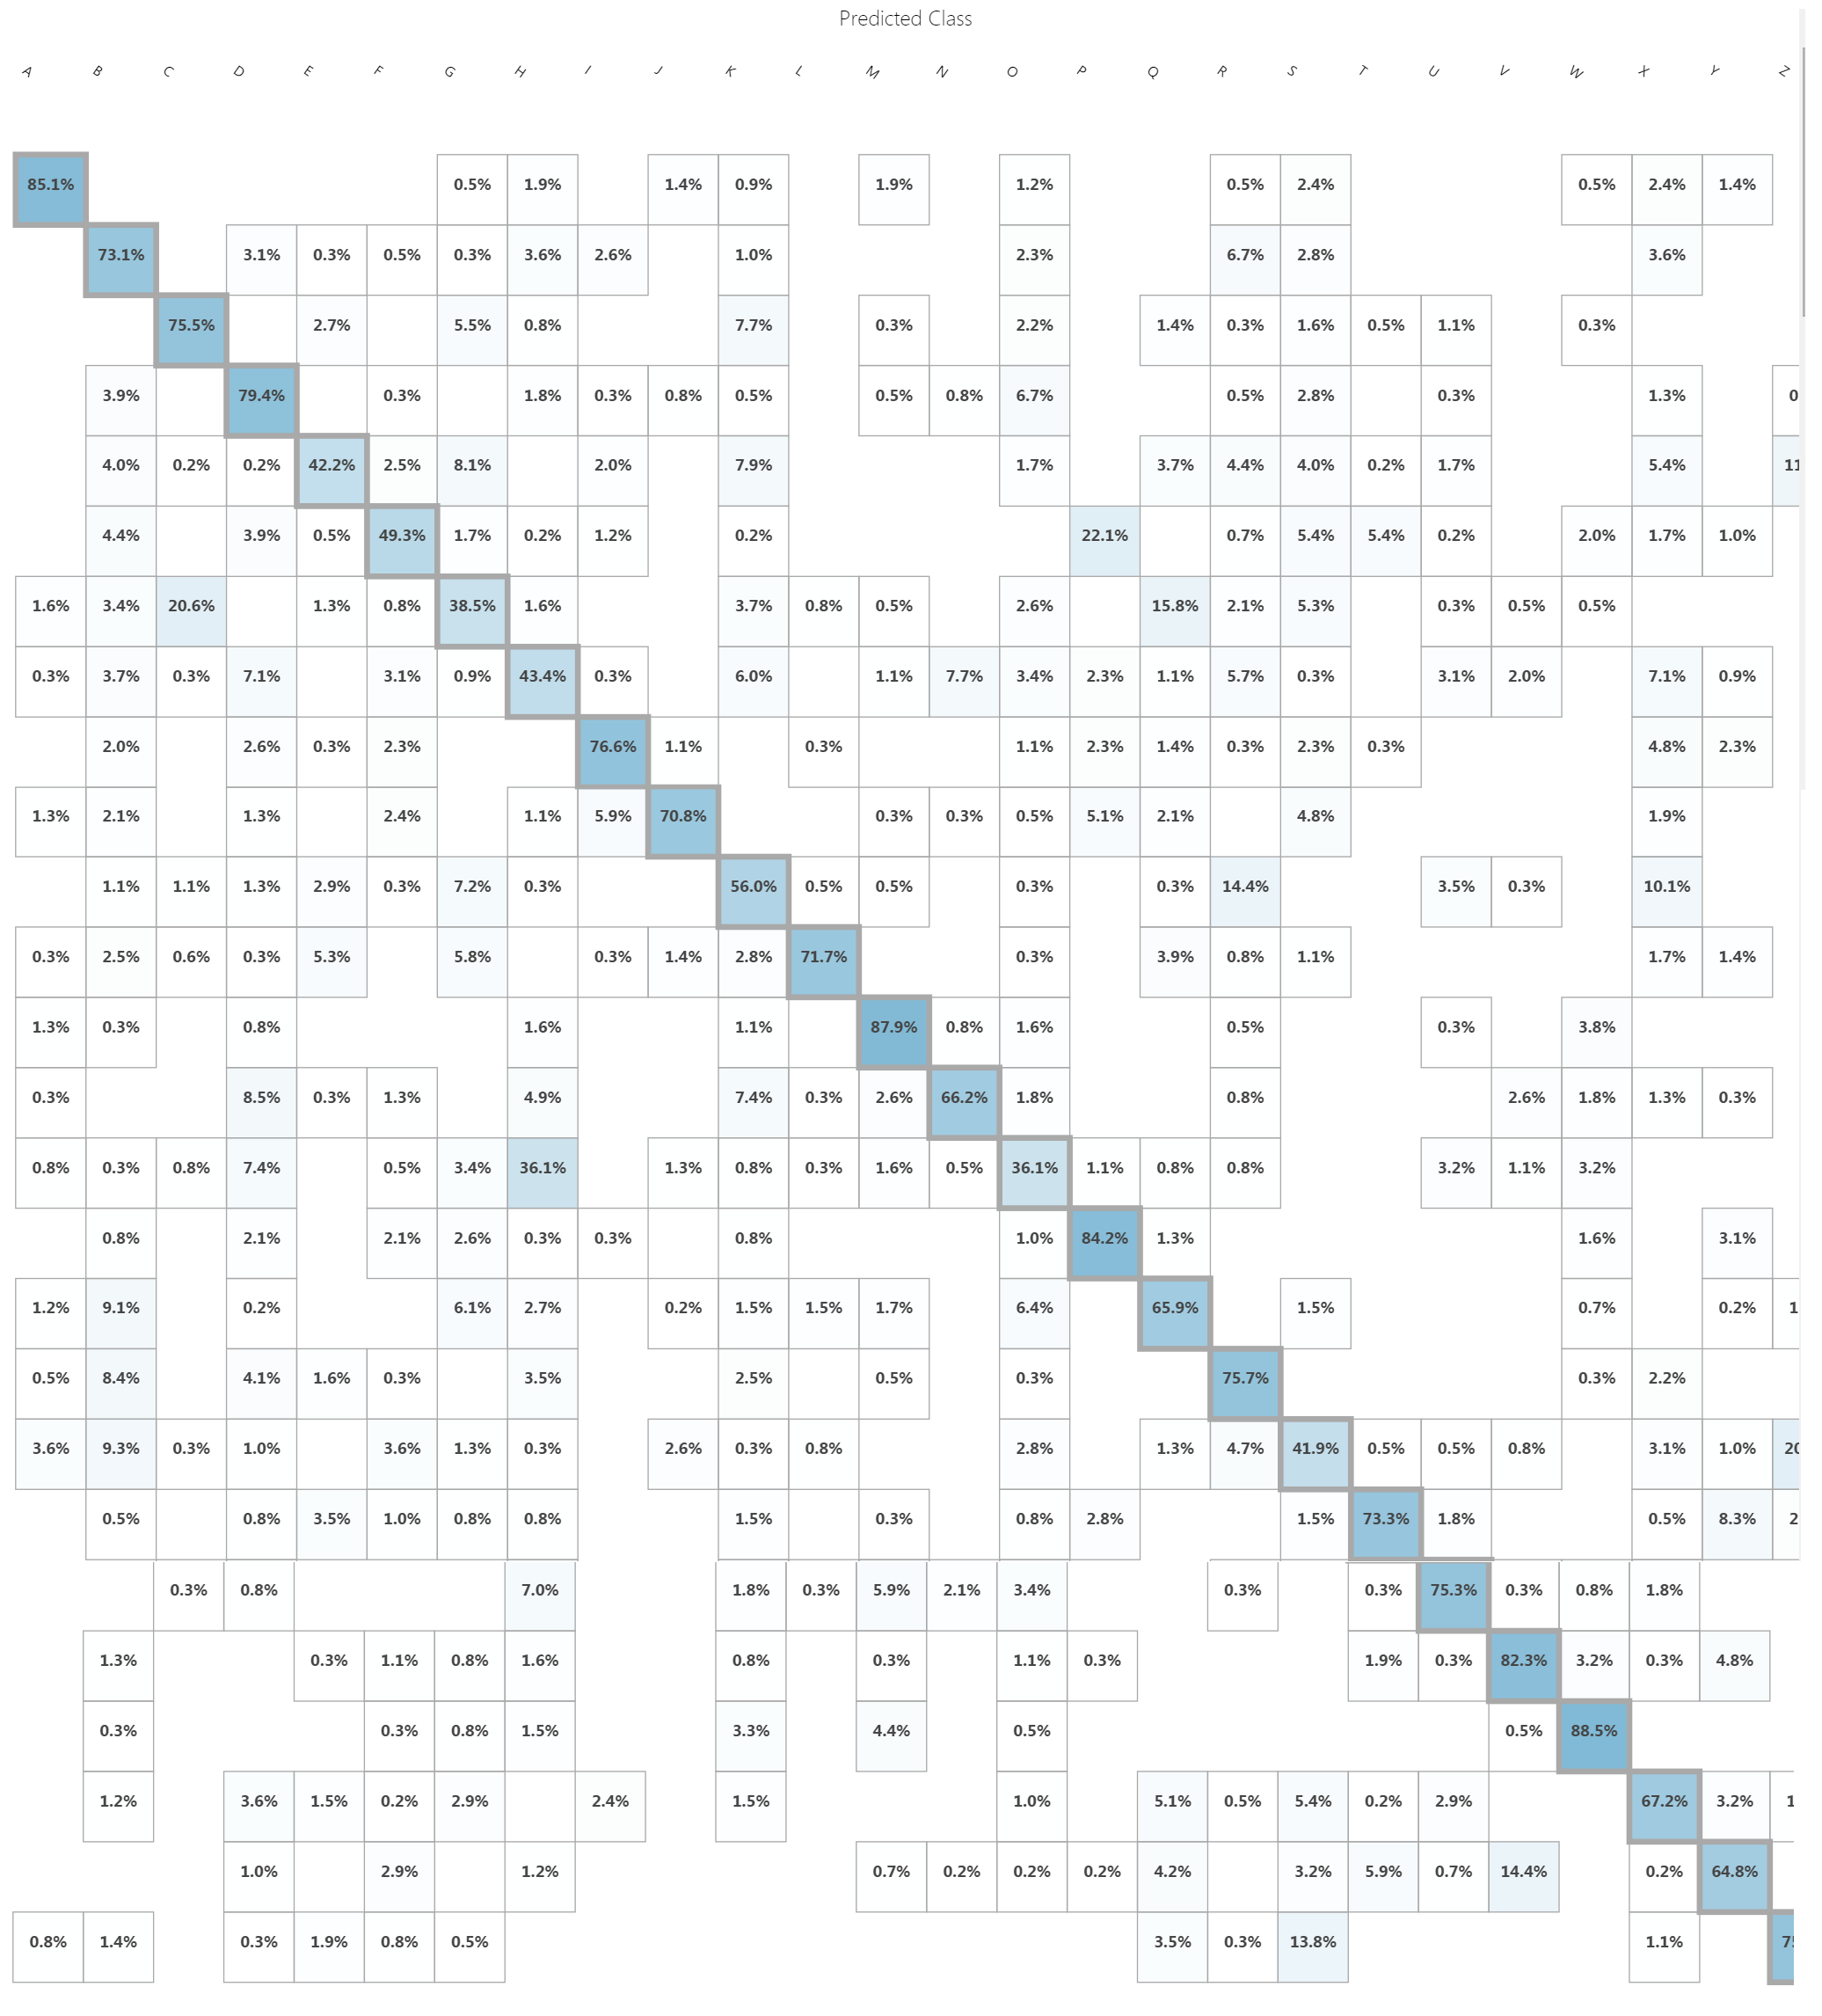 Predicted Class
A B C D E F G H I J K L M N O P Q R S T U V W X Y Z
85.1% 0.5% 1.9% 1.4% 0.9% 1.9% 1.2% 0.5% 2.4% 0.5% 2.4% 1.4%
73.1% 3.1% 0.3% 0.5% 0.3% 3.6% 2.6% 1.0% 2.3% 6.7% 2.8% 3.6%
75.5% 2.7% 5.5% 0.8% 7.7% 0.3% 2.2% 1.4% 0.3% 1.6% 0.5% 1.1% 0.3%
3.9% 79.4% 0.3% 1.8% 0.3% 0.8% 0.5% 0.5% 0.8% 6.7% 0.5% 2.8% 0.3% 1.3% 0
4.0% 0.2% 0.2% 42.2% 2.5% 8.1% 2.0% 7.9% 1.7% 3.7% 4.4% 4.0% 0.2% 1.7% 5.4% 11
4.4% 3.9% 0.5% 49.3% 1.7% 0.2% 1.2% 0.2% 22.1% 0.7% 5.4% 5.4% 0.2% 2.0% 1.7% 1.0%
1.6% 3.4% 20.6% 1.3% 0.8% 38.5% 1.6% 3.7% 0.8% 0.5% 2.6% 15.8% 2.1% 5.3% 0.3% 0.5% 0.5%
0.3% 3.7% 0.3% 7.1% 3.1% 0.9% 43.4% 0.3% 6.0% 1.1% 7.7% 3.4% 2.3% 1.1% 5.7% 0.3% 3.1% 2.0% 7.1% 0.9%
2.0% 2.6% 0.3% 2.3% 76.6% 1.1% 0.3% 1.1% 2.3% 1.4% 0.3% 2.3% 0.3% 4.8% 2.3%
1.3% 2.1% 1.3% 2.4% 1.1% 5.9% 70.8% 0.3% 0.3% 0.5% 5.1% 2.1% 4.8% 1.9%
1.1% 1.1% 1.3% 2.9% 0.3% 7.2% 0.3% 56.0% 0.5% 0.5% 0.3% 0.3% 14.4% 3.5% 0.3% 10.1%
0.3% 2.5% 0.6% 0.3% 5.3% 5.8% 0.3% 1.4% 2.8% 71.7% 0.3% 3.9% 0.8% 1.1% 1.7% 1.4%
1.3% 0.3% 0.8% 1.6% 1.1% 87.9% 0.8% 1.6% 0.5% 0.3% 3.8%
0.3% 8.5% 0.3% 1.3% 4.9% 7.4% 0.3% 2.6% 66.2% 1.8% 0.8% 2.6% 1.8% 1.3% 0.3%
0.8% 0.3% 0.8% 7.4% 0.5% 3.4% 36.1% 1.3% 0.8% 0.3% 1.6% 0.5% 36.1% 1.1% 0.8% 0.8% 3.2% 1.1% 3.2%
0.8% 2.1% 2.1% 2.6% 0.3% 0.3% 0.8% 1.0% 84.2% 1.3% 1.6% 3.1%
1.2% 9.1% 0.2% 6.1% 2.7% 0.2% 1.5% 1.5% 1.7% 6.4% 65.9% 1.5% 0.7% 0.2% 1
0.5% 8.4% 4.1% 1.6% 0.3% 3.5% 2.5% 0.5% 0.3% 75.7% 0.3% 2.2%
3.6% 9.3% 0.3% 1.0% 3.6% 1.3% 0.3% 2.6% 0.3% 0.8% 2.8% 1.3% 4.7% 41.9% 0.5% 0.5% 0.8% 3.1% 1.0% 20
0.5% 0.8% 3.5% 1.0% 0.8% 0.8% 1.5% 0.3% 0.8% 2.8% 1.5% 73.3% 1.8% 0.5% 8.3% 2
0.3% 0.8% 7.0% 1.8% 0.3% 5.9% 2.1% 3.4% 0.3% 0.3% 75.3% 0.3% 0.8% 1.8%
1.3% 0.3% 1.1% 0.8% 1.6% 0.8% 0.3% 1.1% 0.3% 1.9% 0.3% 82.3% 3.2% 0.3% 4.8%
0.3% 0.3% 0.8% 1.5% 3.3% 4.4% 0.5% 0.5% 88.5%
1.2% 3.6% 1.5% 0.2% 2.9% 2.4% 1.5% 1.0% 5.1% 0.5% 5.4% 0.2% 2.9% 67.2% 3.2% 1
1.0% 2.9% 1.2% 0.7% 0.2% 0.2% 0.2% 4.2% 3.2% 5.9% 0.7% 14.4% 0.2% 64.8%
0.8% 1.4% 0.3% 1.9% 0.8% 0.5% 3.5% 0.3% 13.8% 1.1% 75